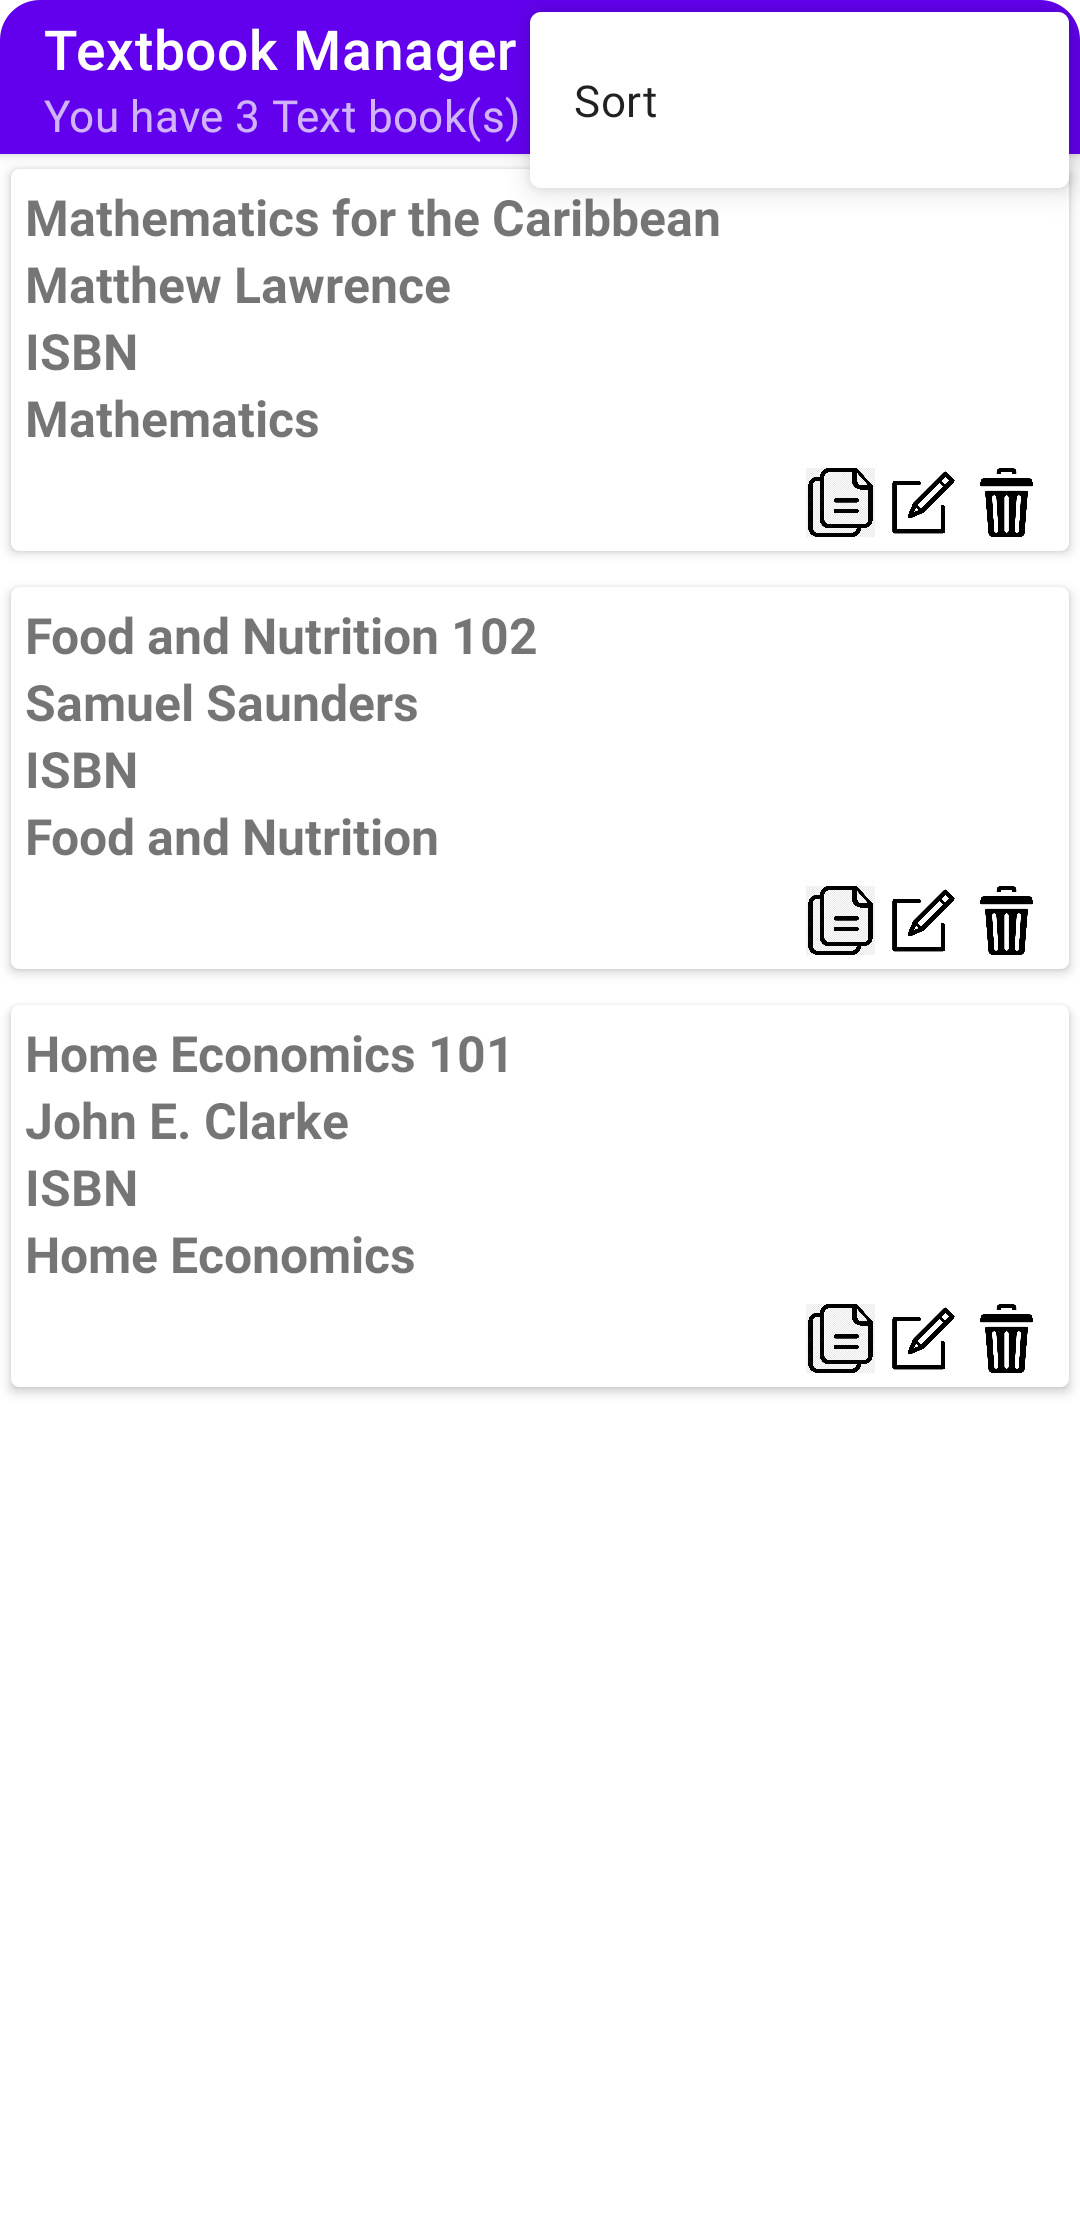 Textbook Manager
You have 3 Text book(s)
Sort
Mathematics for the Caribbean
Matthew Lawrence
ISBN
Mathematics
Food and Nutrition 102
Samuel Saunders
ISBN
Food and Nutrition
Home Economics 101
John E. Clarke
ISBN
Home Economics